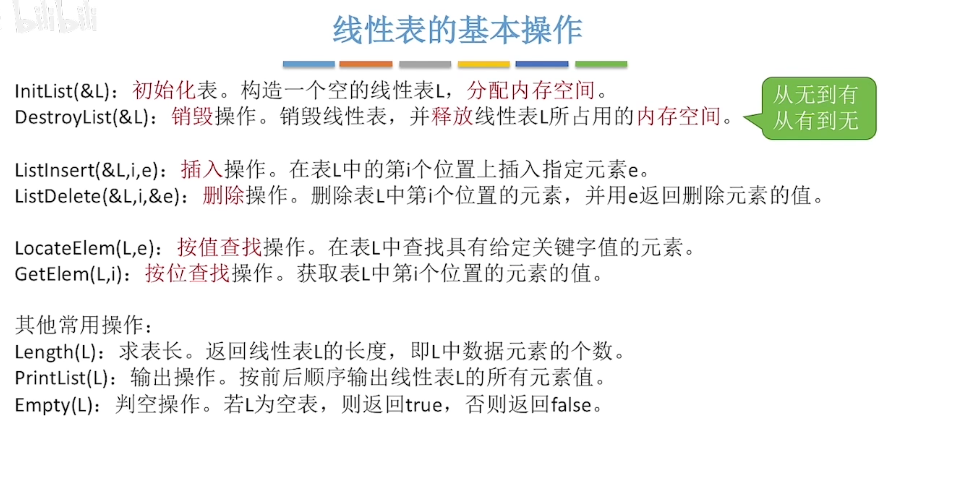 bilibili
线性表的基本操作
InitList(&L)：初始化表。构造一个空的线性表L，分配内存空间。
DestroyList(&L)：销毁操作。销毁线性表，并释放线性表L所占用的内存空间。
从无到有
从有到无
ListInsert(&L,i,e)：插入操作。在表L中的第i个位置上插入指定元素e。
ListDelete(&L,i,&e)：删除操作。删除表L中第i个位置的元素，并用e返回删除元素的值。
LocateElem(L,e)：按值查找操作。在表L中查找具有给定关键字值的元素。
GetElem(L,i)：按位查找操作。获取表L中第i个位置的元素的值。
其他常用操作：
Length(L)：求表长。返回线性表L的长度，即L中数据元素的个数。
PrintList(L)：输出操作。按前后顺序输出线性表L的所有元素值。
Empty(L)：判空操作。若L为空表，则返回true，否则返回false。